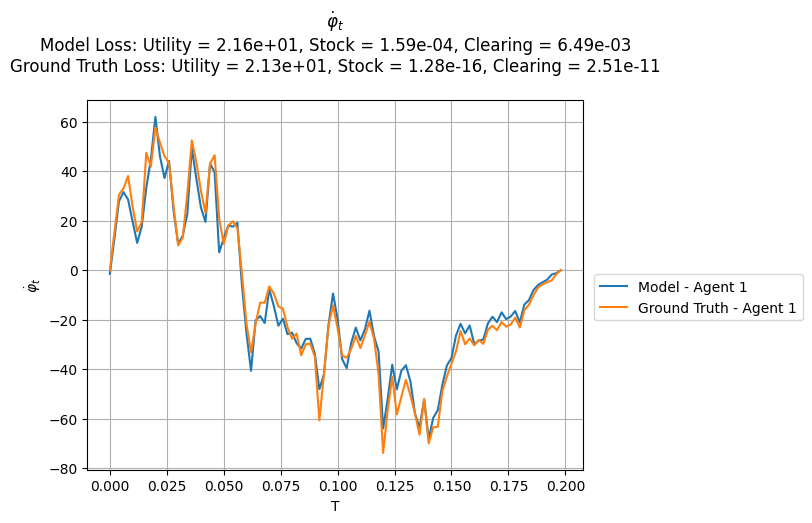 φ̇ₜ
Model Loss: Utility = 2.16e+01, Stock = 1.59e-04, Clearing = 6.49e-03
Ground Truth Loss: Utility = 2.13e+01, Stock = 1.28e-16, Clearing = 2.51e-11
60
40
20
0
−20
−40
−60
−80
φ̇ₜ
0.000 0.025 0.050 0.075 0.100 0.125 0.150 0.175 0.200
T
Model - Agent 1
Ground Truth - Agent 1